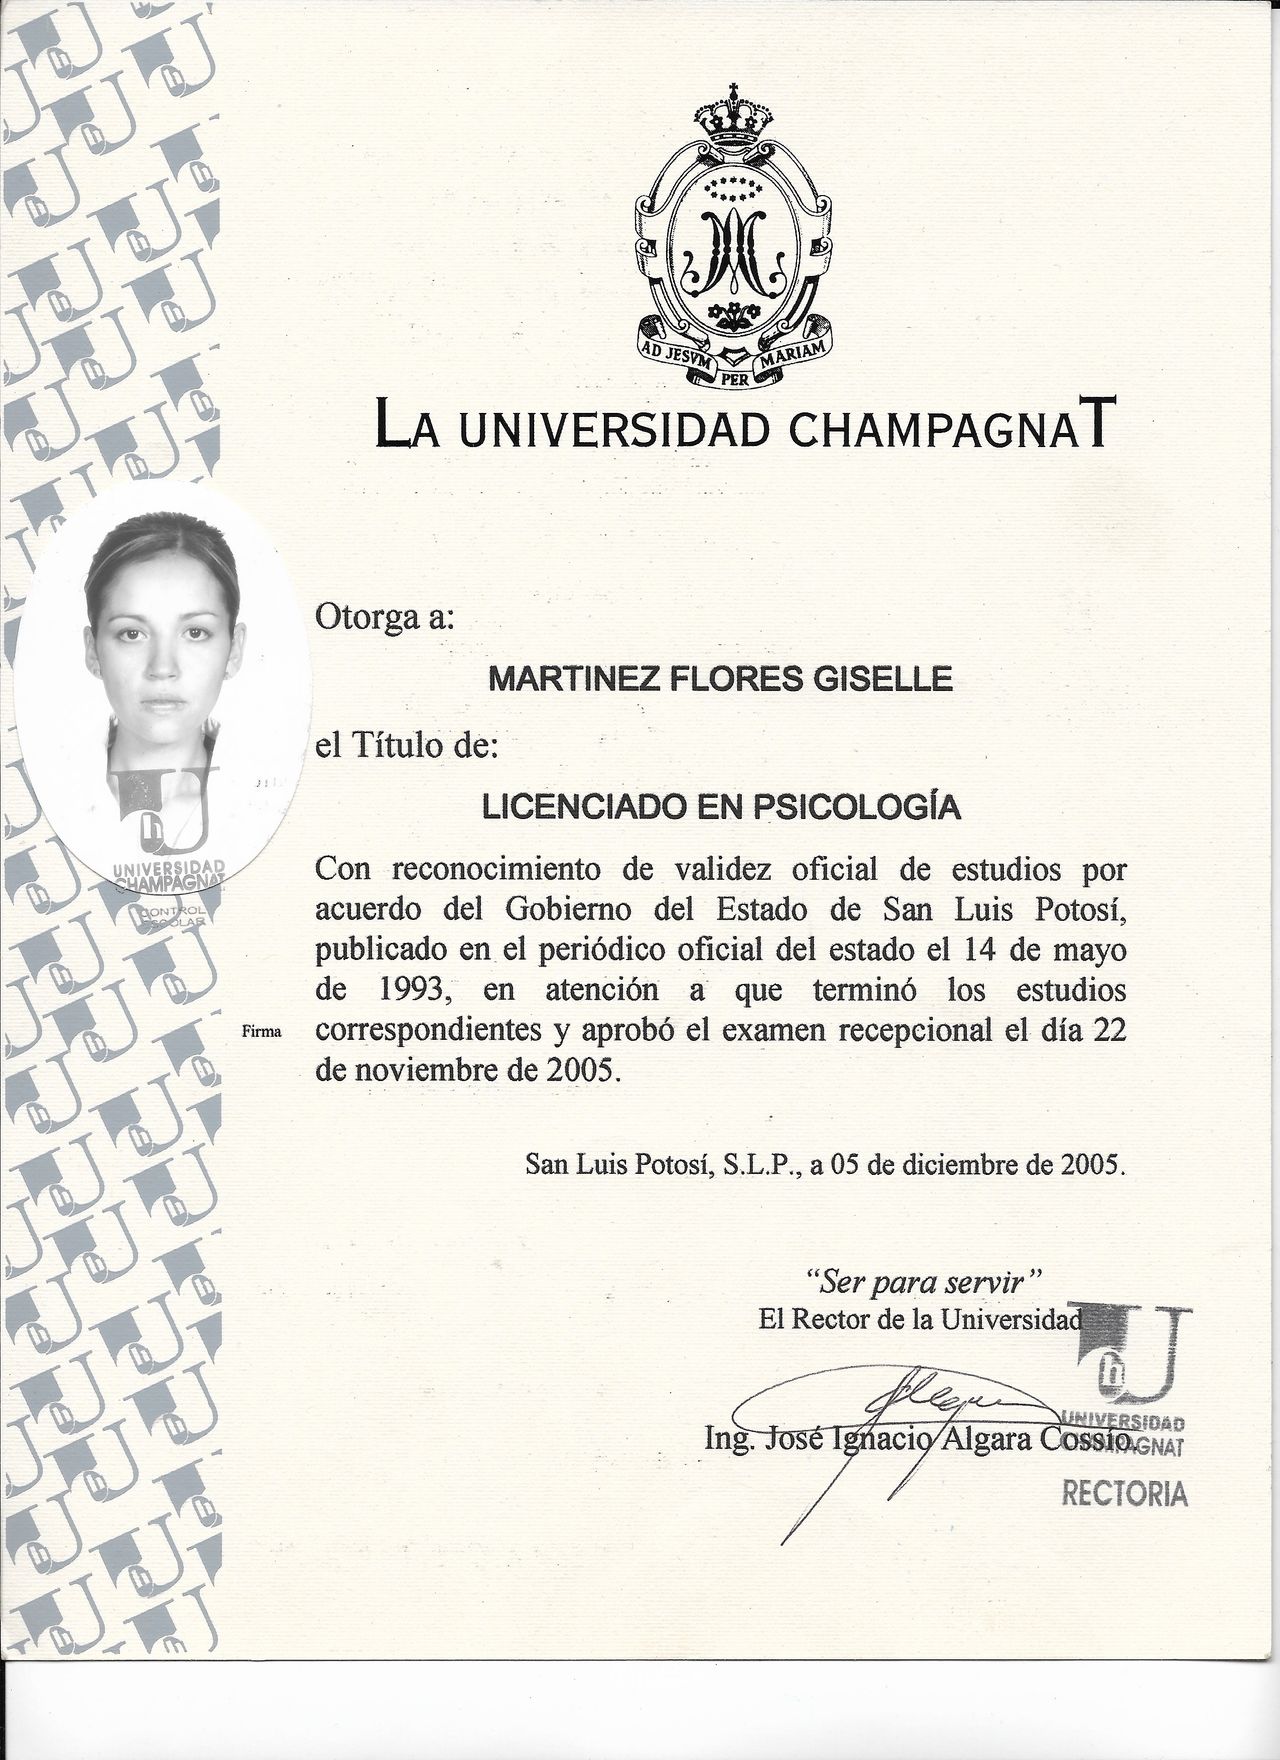 AD JESVM PER MARIAM
LA UNIVERSIDAD CHAMPAGNAT
Otorga a:
MARTINEZ FLORES GISELLE
el Título de:
LICENCIADO EN PSICOLOGÍA
Con reconocimiento de validez oficial de estudios por
acuerdo del Gobierno del Estado de San Luis Potosí,
publicado en el periódico oficial del estado el 14 de mayo
de 1993, en atención a que terminó los estudios
correspondientes y aprobó el examen recepcional el día 22
de noviembre de 2005.
UNIVERSIDAD
CHAMPAGNAT
CONTROL
ESCOLAR
Firma
San Luis Potosí, S.L.P., a 05 de diciembre de 2005.
“Ser para servir”
El Rector de la Universidad
Ing. José Ignacio Algara Cossío.
UNIVERSIDAD
CHAMPAGNAT
RECTORIA